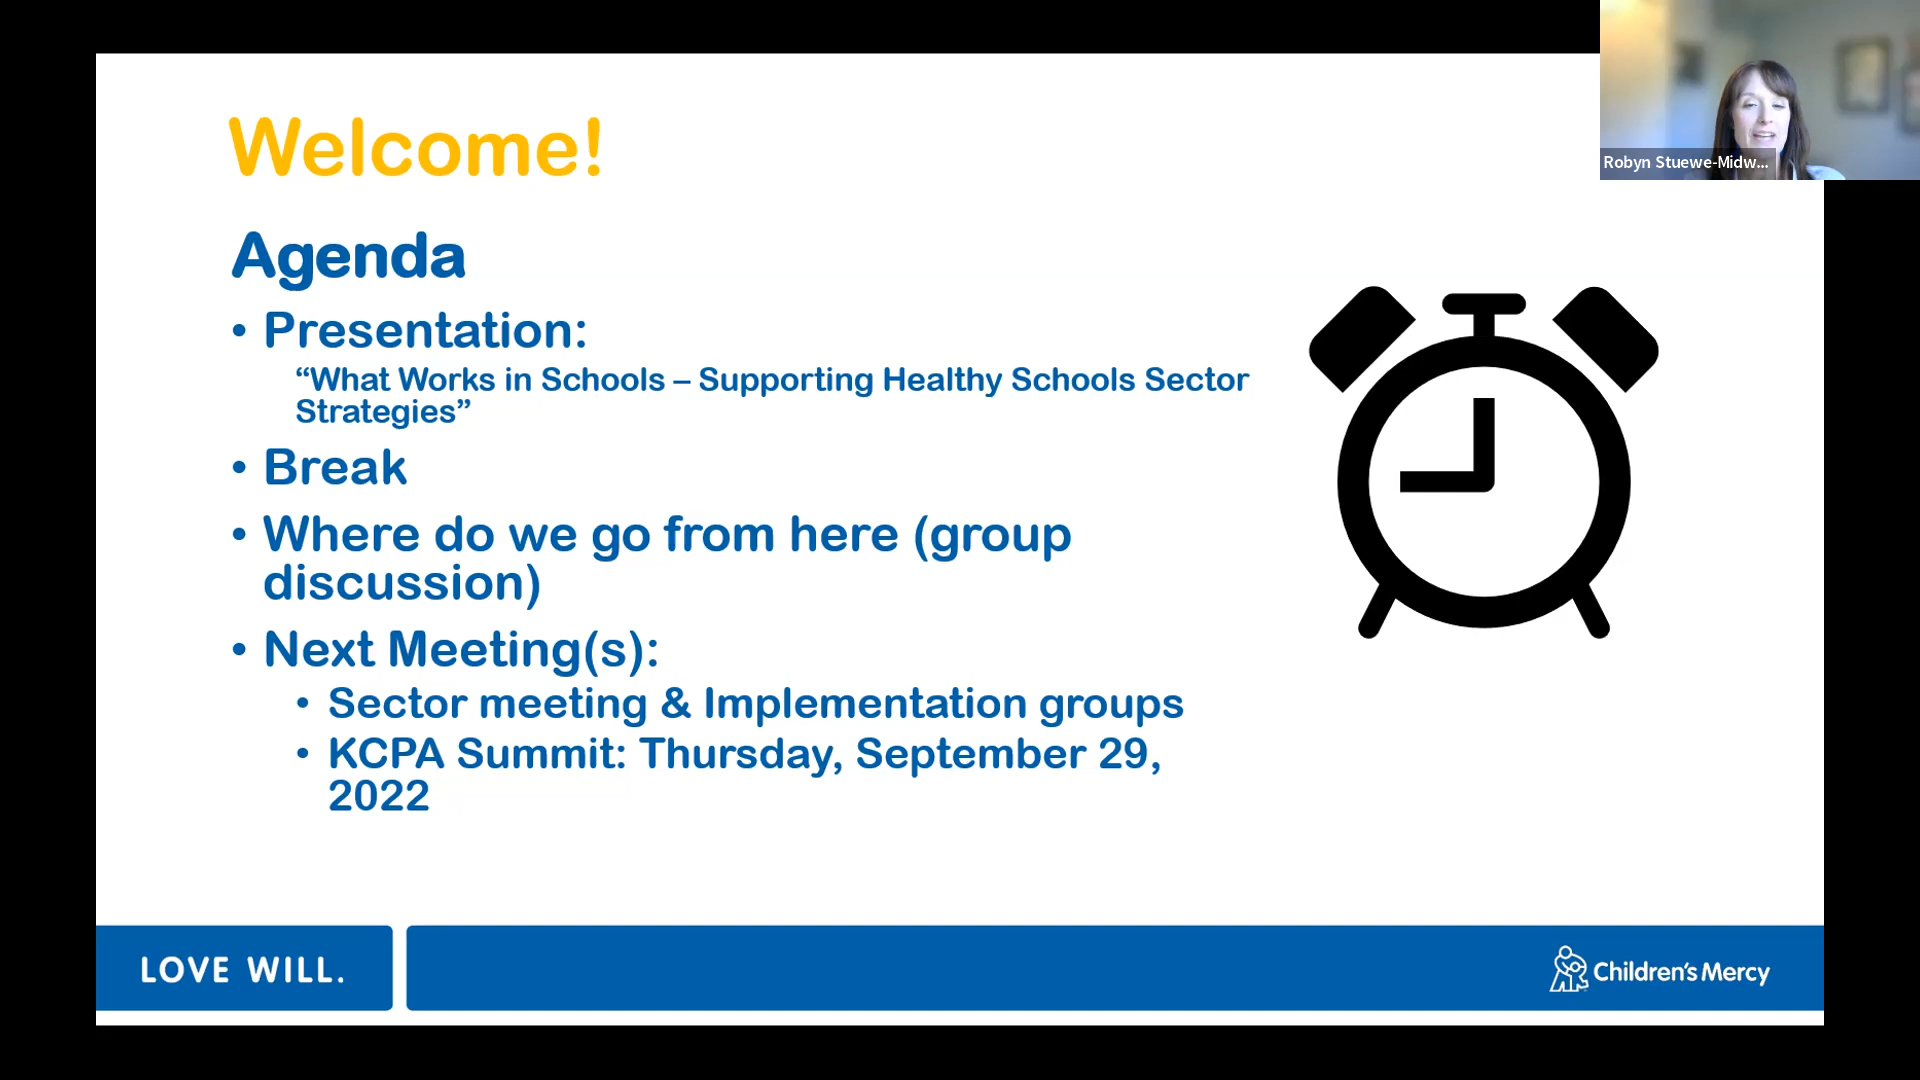 Welcome!
Robyn Stuewe-Midw...
Agenda
• Presentation:
“What Works in Schools – Supporting Healthy Schools Sector
Strategies”
• Break
• Where do we go from here (group
discussion)
• Next Meeting(s):
• Sector meeting & Implementation groups
• KCPA Summit: Thursday, September 29,
2022
LOVE WILL.
Children's Mercy